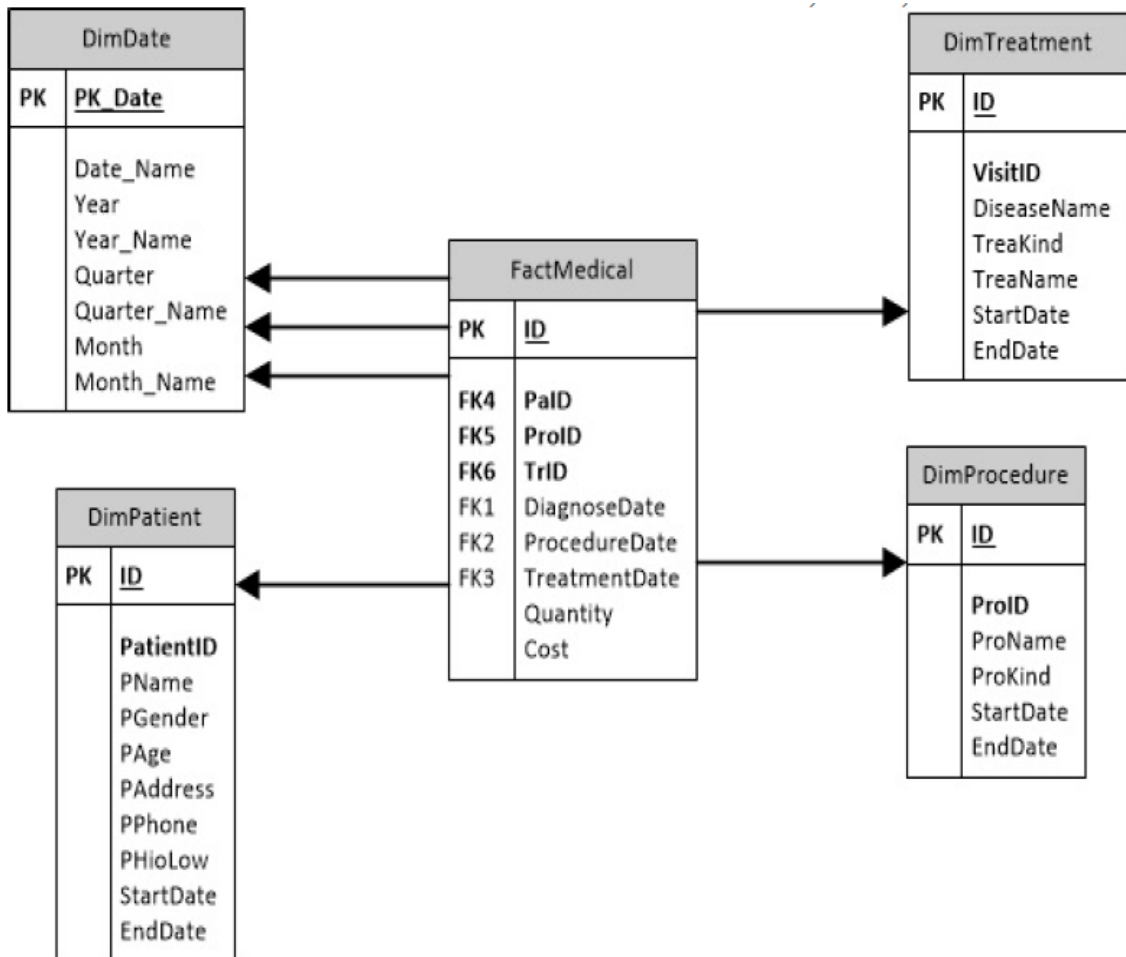 DimDate
PK PK_Date
Date_Name
Year
Year_Name
Quarter
Quarter_Name
Month
Month_Name
DimTreatment
PK ID
VisitID
DiseaseName
TreaKind
TreaName
StartDate
EndDate
FactMedical
PK ID
FK4 PaID
FK5 ProID
FK6 TrID
FK1 DiagnoseDate
FK2 ProcedureDate
FK3 TreatmentDate
Quantity
Cost
DimPatient
PK ID
PatientID
PName
PGender
PAge
PAddress
PPhone
PHioLow
StartDate
EndDate
DimProcedure
PK ID
ProID
ProName
ProKind
StartDate
EndDate